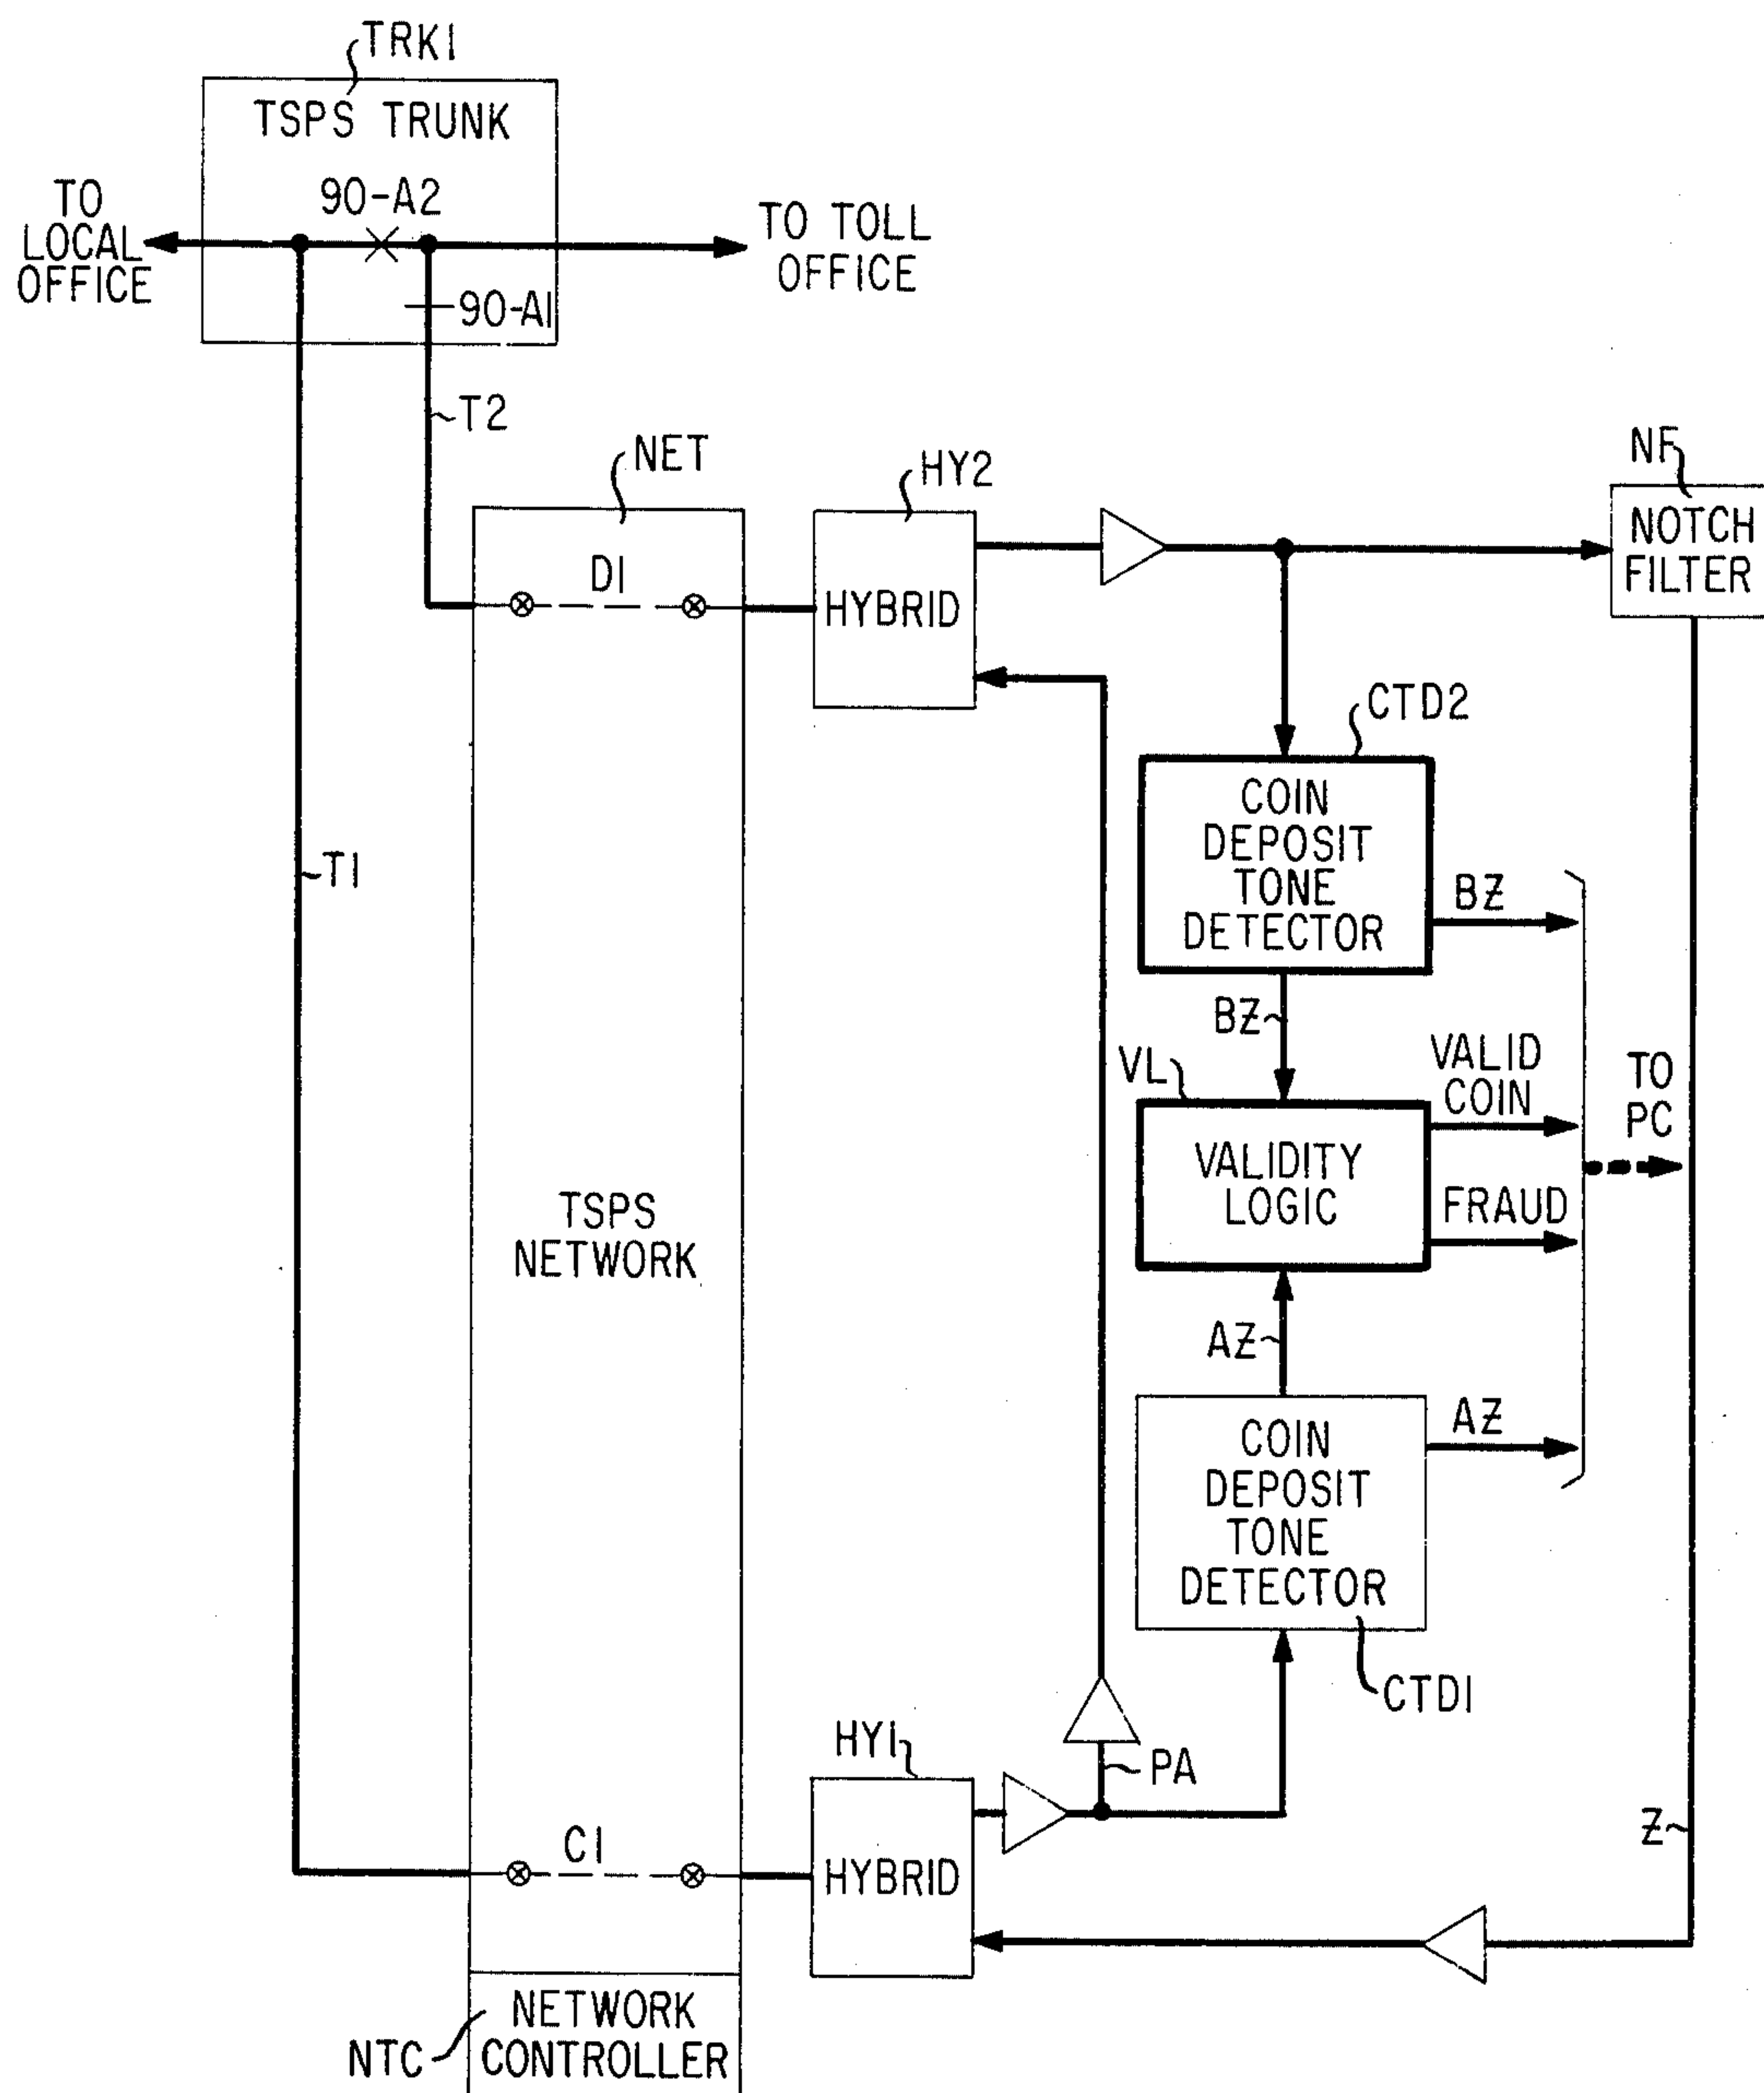 TRK1
TSPS TRUNK
90-A2
TO
LOCAL
OFFICE
TO TOLL
OFFICE
90-A1
T2
NET
HY2
NF
NOTCH
FILTER
D1
HYBRID
CTD2
COIN
DEPOSIT
TONE
DETECTOR
BZ
T1
BZ
VL
VALID
COIN
TO
PC
VALIDITY
LOGIC
FRAUD
TSPS
NETWORK
AZ
AZ
COIN
DEPOSIT
TONE
DETECTOR
CTD1
HY1
PA
Z
C1
HYBRID
NETWORK
CONTROLLER
NTC